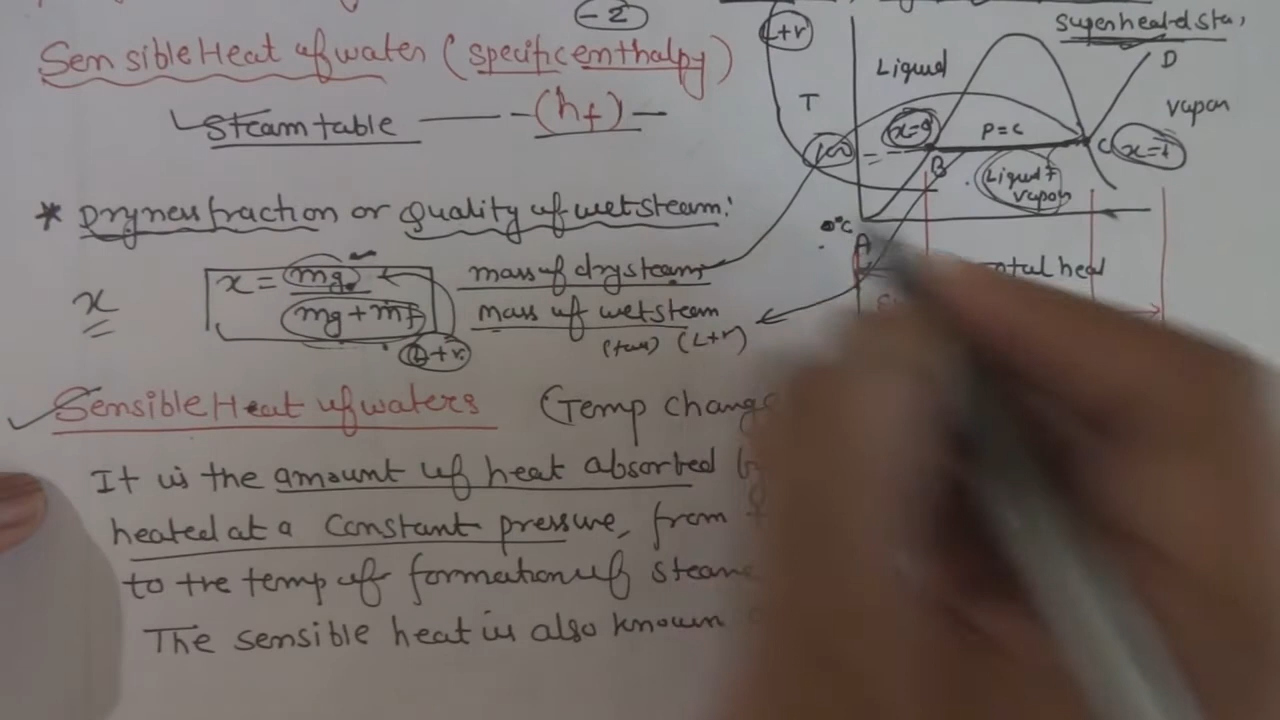 -2
Sensible Heat of water (specific enthalpy)
Steam table — -(hf) —
* Dryness fraction or quality of wet steam:
x
x = mg / mg + mf
(L+v)
mass of dry steam
mass of wet steam
(L+v)
Sensible Heat of waters (Temp change
It is the amount of heat absorbed
heated at a constant pressure, from
to the temp of formation of steam
The sensible heat is also known
L+v
superheated sta
Liquid
D
T
vapor
x=0
P=c
100
B
C x=1
Liquid + vapor
0°C
A
total heat